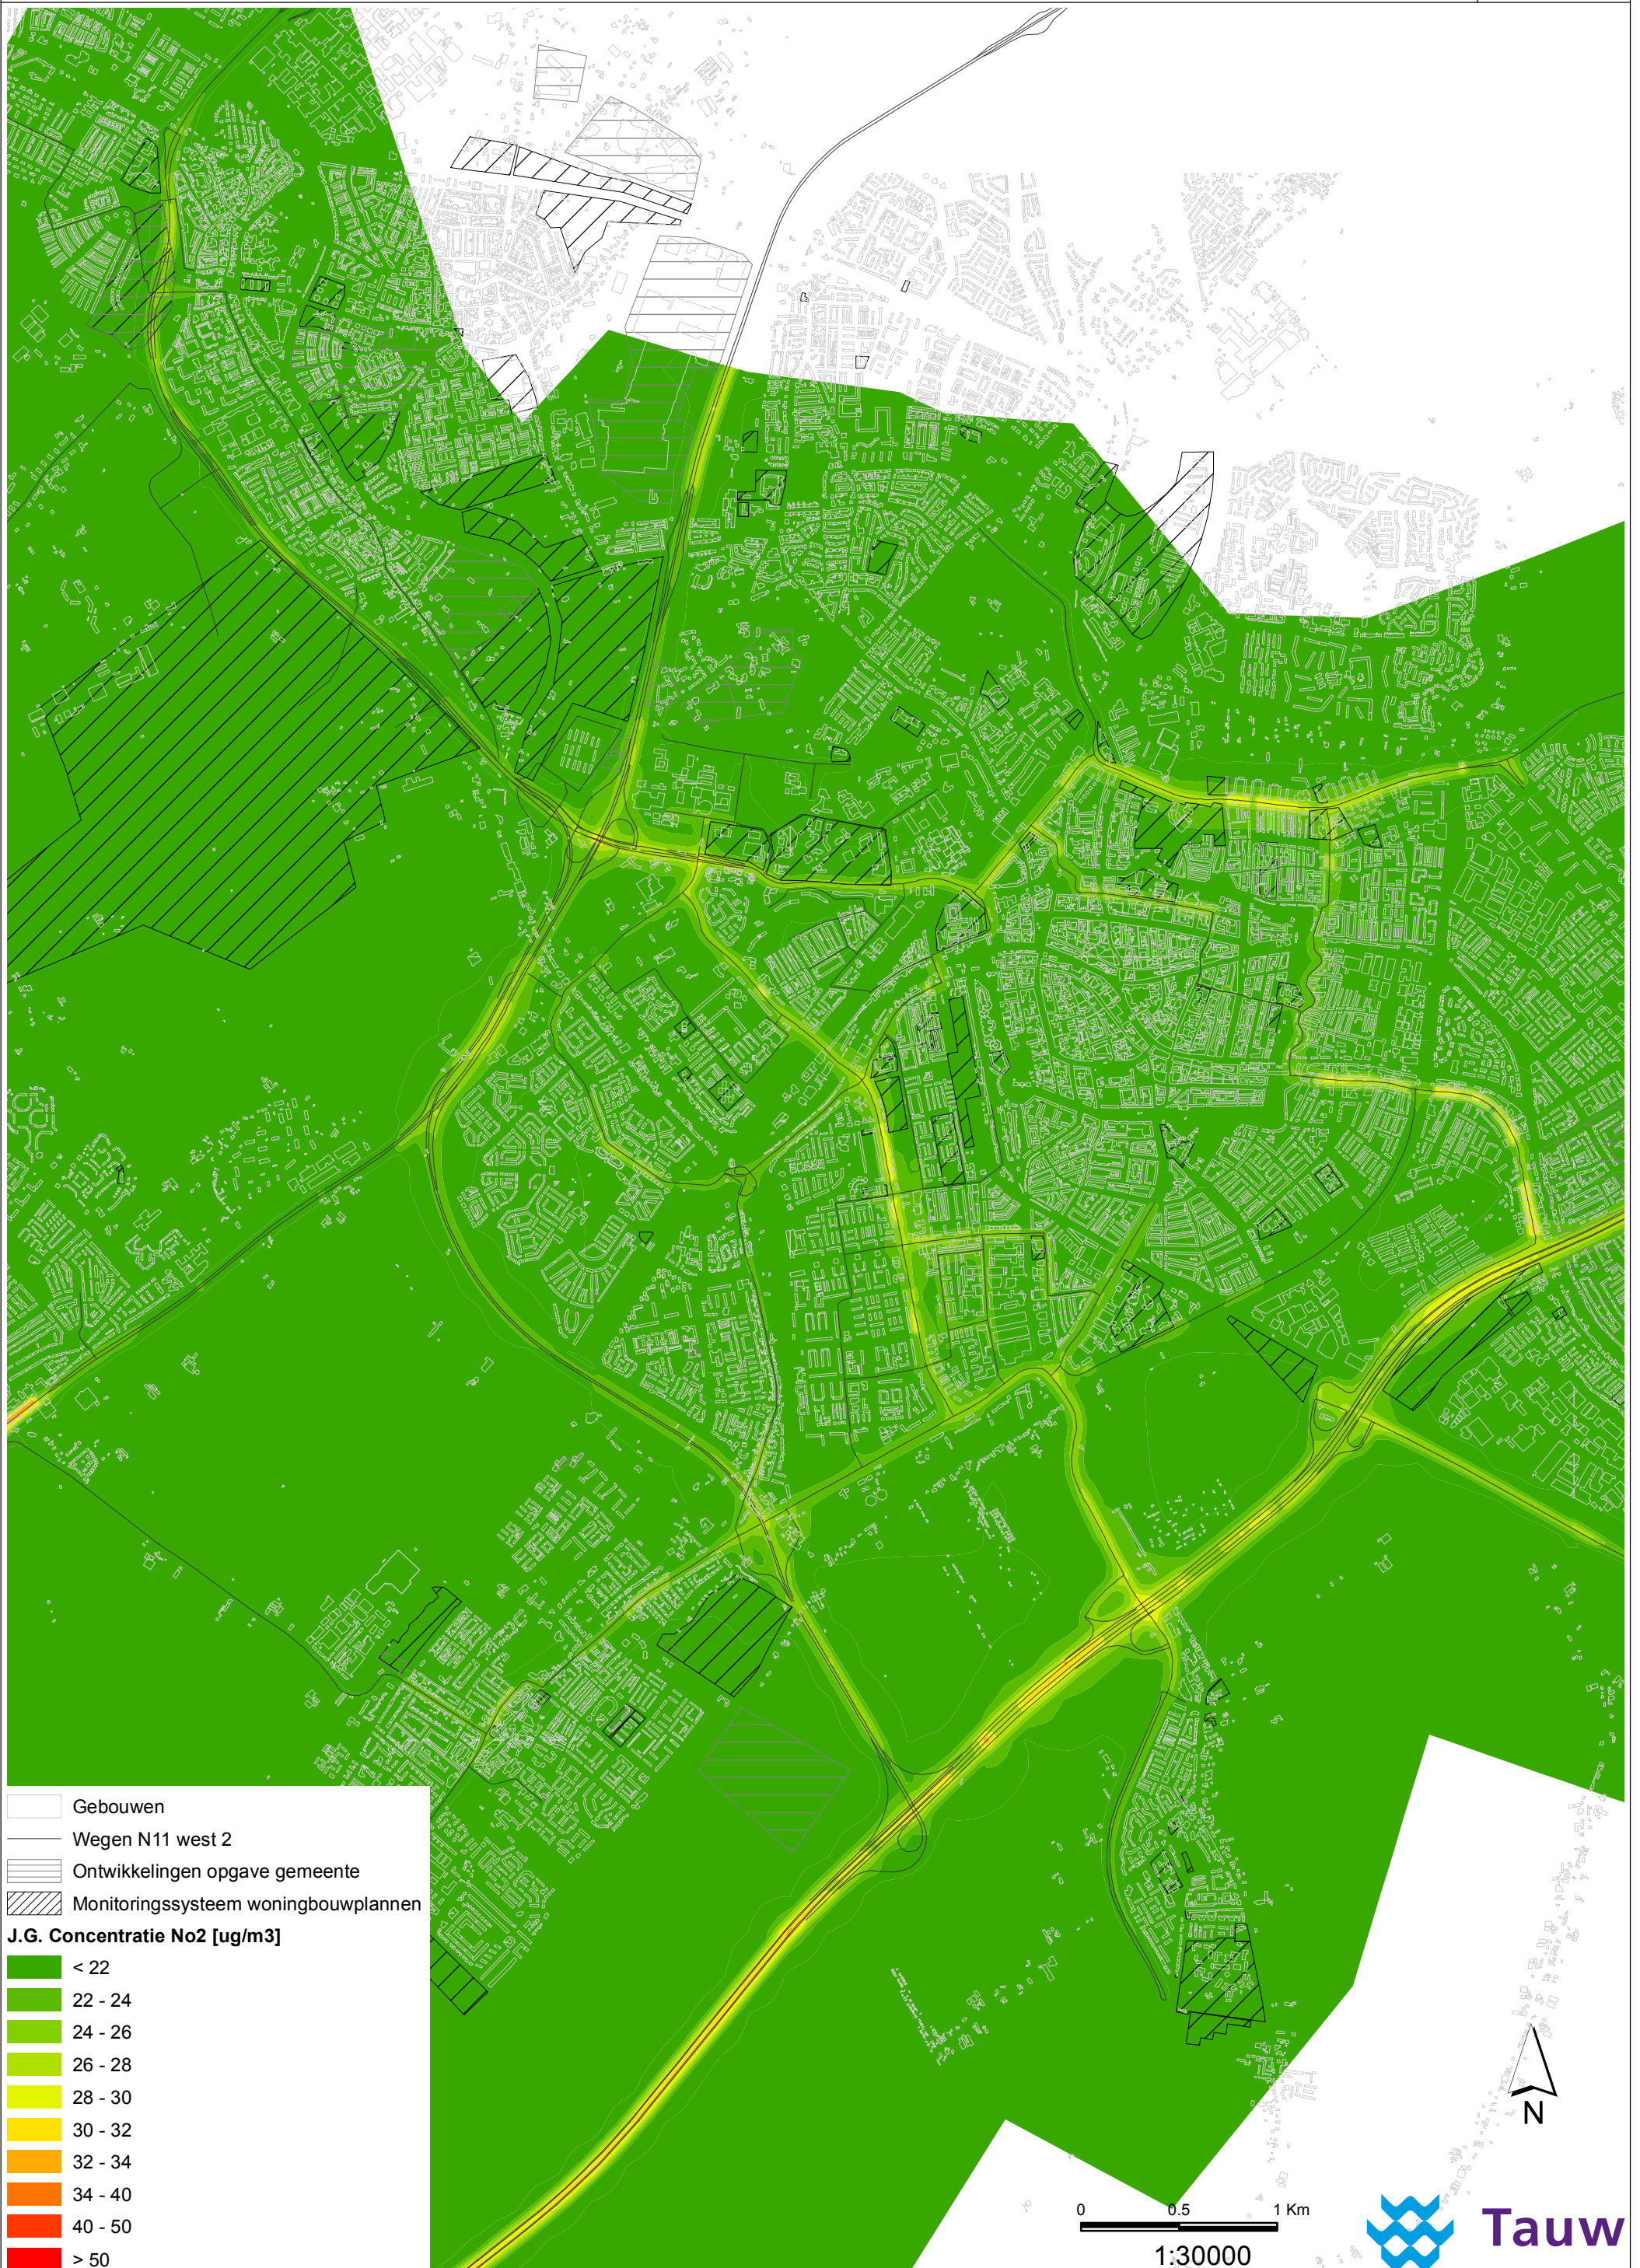 Gebouwen
Wegen N11 west 2
Ontwikkelingen opgave gemeente
Monitoringssysteem woningbouwplannen
J.G. Concentratie No2 [ug/m3]
< 22
22 - 24
24 - 26
26 - 28
28 - 30
30 - 32
32 - 34
34 - 40
40 - 50
> 50
N
0 0.5 1 Km
1:30000
Tauw